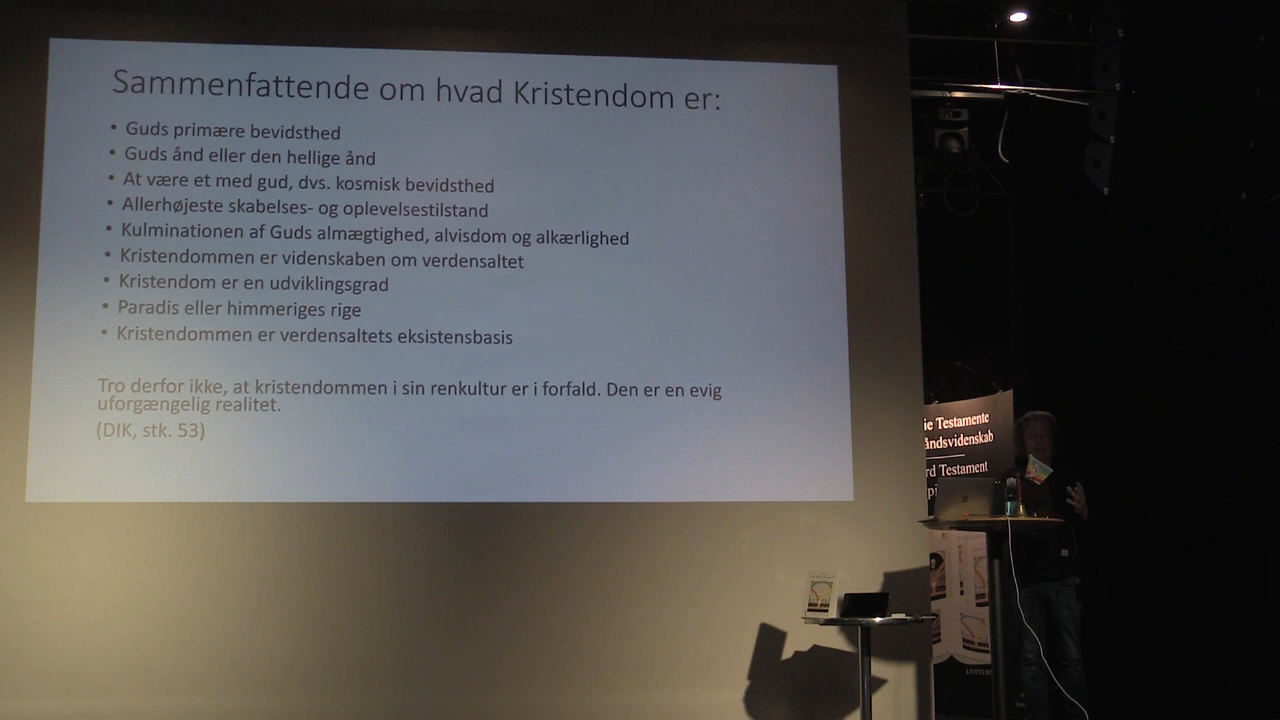 Sammenfattende om hvad Kristendom er:
• Guds primære bevidsthed
• Guds ånd eller den hellige ånd
• At være et med gud, dvs. kosmisk bevidsthed
• Allerhøjeste skabelses- og oplevelsestilstand
• Kulminationen af Guds almægtighed, alvisdom og alkærlighed
• Kristendommen er videnskaben om verdensaltet
• Kristendom er en udviklingsgrad
• Paradis eller himmeriges rige
• Kristendommen er verdensaltets eksistensbasis
Tro derfor ikke, at kristendommen i sin renkultur er i forfald. Den er en evig
uforgængelig realitet.
(DIK, stk. 53)
ie Testamente
åndsvidenskab
rd Testament